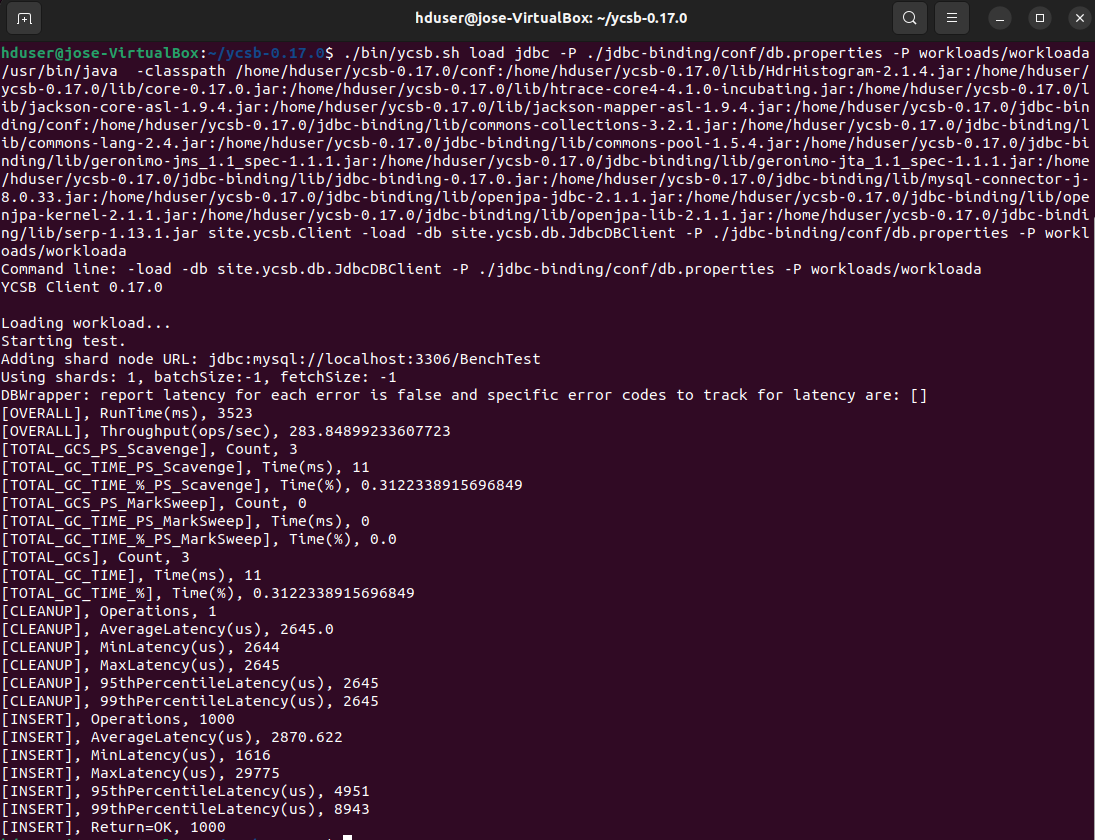 hduser@jose-VirtualBox: ~/ycsb-0.17.0
hduser@jose-VirtualBox:~/ycsb-0.17.0$ ./bin/ycsb.sh load jdbc -P ./jdbc-binding/conf/db.properties -P workloads/workloada
/usr/bin/java  -classpath /home/hduser/ycsb-0.17.0/conf:/home/hduser/ycsb-0.17.0/lib/HdrHistogram-2.1.4.jar:/home/hduser/
ycsb-0.17.0/lib/core-0.17.0.jar:/home/hduser/ycsb-0.17.0/lib/htrace-core4-4.1.0-incubating.jar:/home/hduser/ycsb-0.17.0/l
ib/jackson-core-asl-1.9.4.jar:/home/hduser/ycsb-0.17.0/lib/jackson-mapper-asl-1.9.4.jar:/home/hduser/ycsb-0.17.0/jdbc-bin
ding/conf:/home/hduser/ycsb-0.17.0/jdbc-binding/lib/commons-collections-3.2.1.jar:/home/hduser/ycsb-0.17.0/jdbc-binding/l
ib/commons-lang-2.4.jar:/home/hduser/ycsb-0.17.0/jdbc-binding/lib/commons-pool-1.5.4.jar:/home/hduser/ycsb-0.17.0/jdbc-bi
nding/lib/geronimo-jms_1.1_spec-1.1.1.jar:/home/hduser/ycsb-0.17.0/jdbc-binding/lib/geronimo-jta_1.1_spec-1.1.1.jar:/home
/hduser/ycsb-0.17.0/jdbc-binding/lib/jdbc-binding-0.17.0.jar:/home/hduser/ycsb-0.17.0/jdbc-binding/lib/mysql-connector-j-
8.0.33.jar:/home/hduser/ycsb-0.17.0/jdbc-binding/lib/openjpa-jdbc-2.1.1.jar:/home/hduser/ycsb-0.17.0/jdbc-binding/lib/ope
njpa-kernel-2.1.1.jar:/home/hduser/ycsb-0.17.0/jdbc-binding/lib/openjpa-lib-2.1.1.jar:/home/hduser/ycsb-0.17.0/jdbc-bindi
ng/lib/serp-1.13.1.jar site.ycsb.Client -load -db site.ycsb.db.JdbcDBClient -P ./jdbc-binding/conf/db.properties -P workl
oads/workloada
Command line: -load -db site.ycsb.db.JdbcDBClient -P ./jdbc-binding/conf/db.properties -P workloads/workloada
YCSB Client 0.17.0
Loading workload...
Starting test.
Adding shard node URL: jdbc:mysql://localhost:3306/BenchTest
Using shards: 1, batchSize:-1, fetchSize: -1
DBWrapper: report latency for each error is false and specific error codes to track for latency are: []
[OVERALL], RunTime(ms), 3523
[OVERALL], Throughput(ops/sec), 283.84899233607723
[TOTAL_GCS_PS_Scavenge], Count, 3
[TOTAL_GC_TIME_PS_Scavenge], Time(ms), 11
[TOTAL_GC_TIME_%_PS_Scavenge], Time(%), 0.3122338915696849
[TOTAL_GCS_PS_MarkSweep], Count, 0
[TOTAL_GC_TIME_PS_MarkSweep], Time(ms), 0
[TOTAL_GC_TIME_%_PS_MarkSweep], Time(%), 0.0
[TOTAL_GCs], Count, 3
[TOTAL_GC_TIME], Time(ms), 11
[TOTAL_GC_TIME_%], Time(%), 0.3122338915696849
[CLEANUP], Operations, 1
[CLEANUP], AverageLatency(us), 2645.0
[CLEANUP], MinLatency(us), 2644
[CLEANUP], MaxLatency(us), 2645
[CLEANUP], 95thPercentileLatency(us), 2645
[CLEANUP], 99thPercentileLatency(us), 2645
[INSERT], Operations, 1000
[INSERT], AverageLatency(us), 2870.622
[INSERT], MinLatency(us), 1616
[INSERT], MaxLatency(us), 29775
[INSERT], 95thPercentileLatency(us), 4951
[INSERT], 99thPercentileLatency(us), 8943
[INSERT], Return=OK, 1000